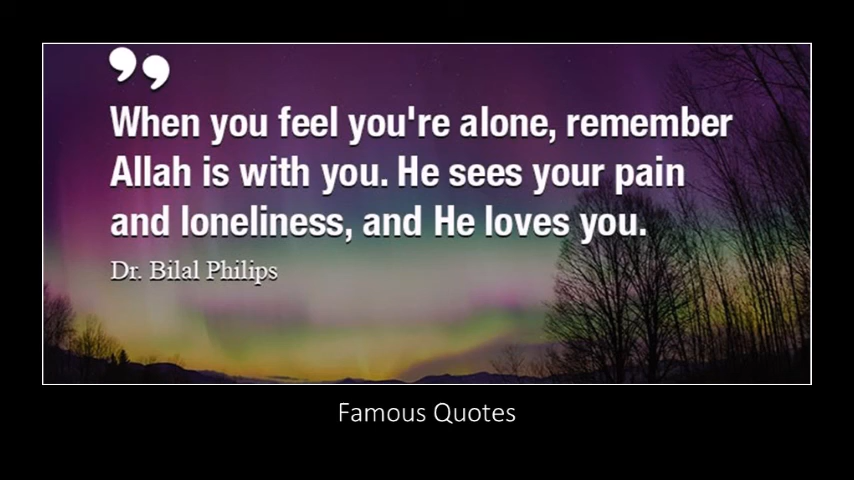 When you feel you're alone, remember
Allah is with you. He sees your pain
and loneliness, and He loves you.
Dr. Bilal Philips
Famous Quotes